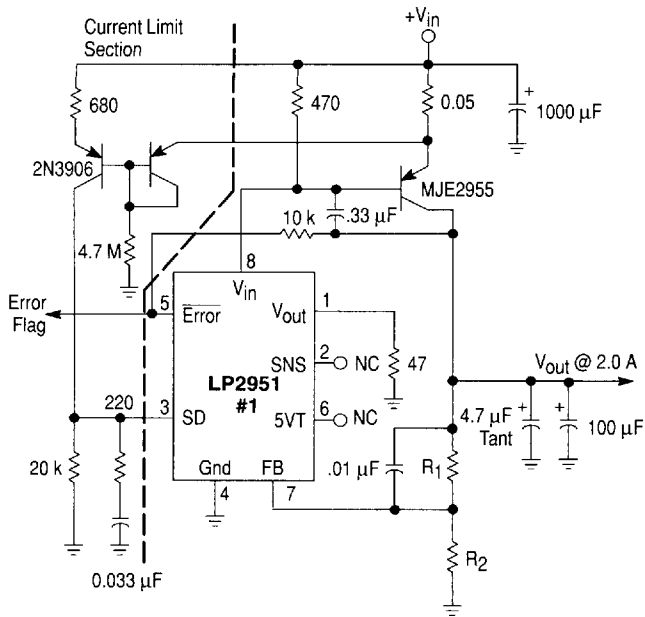 Current Limit
Section
+Vin
680
470
0.05
+
1000 µF
2N3906
MJE2955
10 k
.33 µF
4.7 M
8
Vin
Error
Flag
5
Error
Vout
1
SNS
2
NC
47
LP2951
#1
Vout @ 2.0 A
220
3
SD
5VT
6
NC
4.7 µF
Tant
+
+
100 µF
20 k
Gnd
FB
.01 µF
R1
4
7
R2
0.033 µF